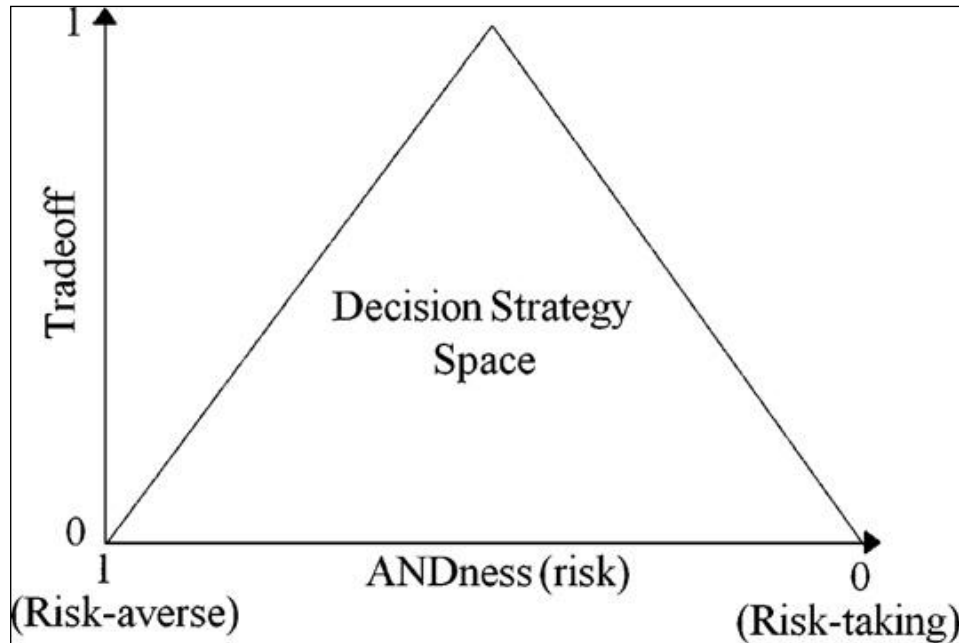 1
Tradeoff
Decision Strategy
Space
0
1
ANDness (risk)
0
(Risk-averse)
(Risk-taking)